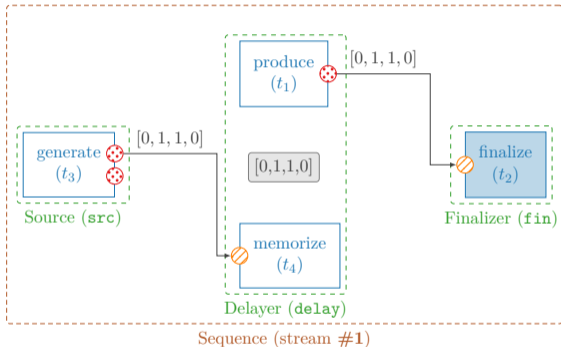 produce
(t₁)
[0, 1, 1, 0]
generate
(t₃)
[0, 1, 1, 0]
[0,1,1,0]
finalize
(t₂)
Source (src)
Finalizer (fin)
memorize
(t₄)
Delayer (delay)
Sequence (stream #1)